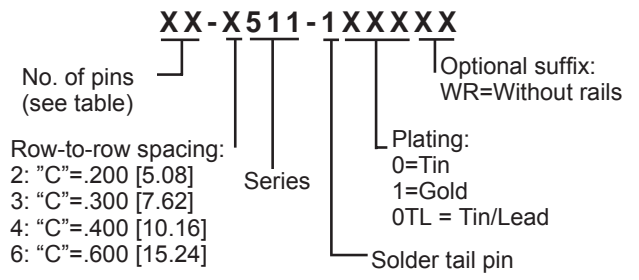 XX-X511-1XXXXX
No. of pins
(see table)
Optional suffix:
WR=Without rails
Row-to-row spacing:
2: ”C”=.200 [5.08]
3: “C”=.300 [7.62]
4: “C”=.400 [10.16]
6: “C”=.600 [15.24]
Series
Plating:
0=Tin
1=Gold
0TL = Tin/Lead
Solder tail pin